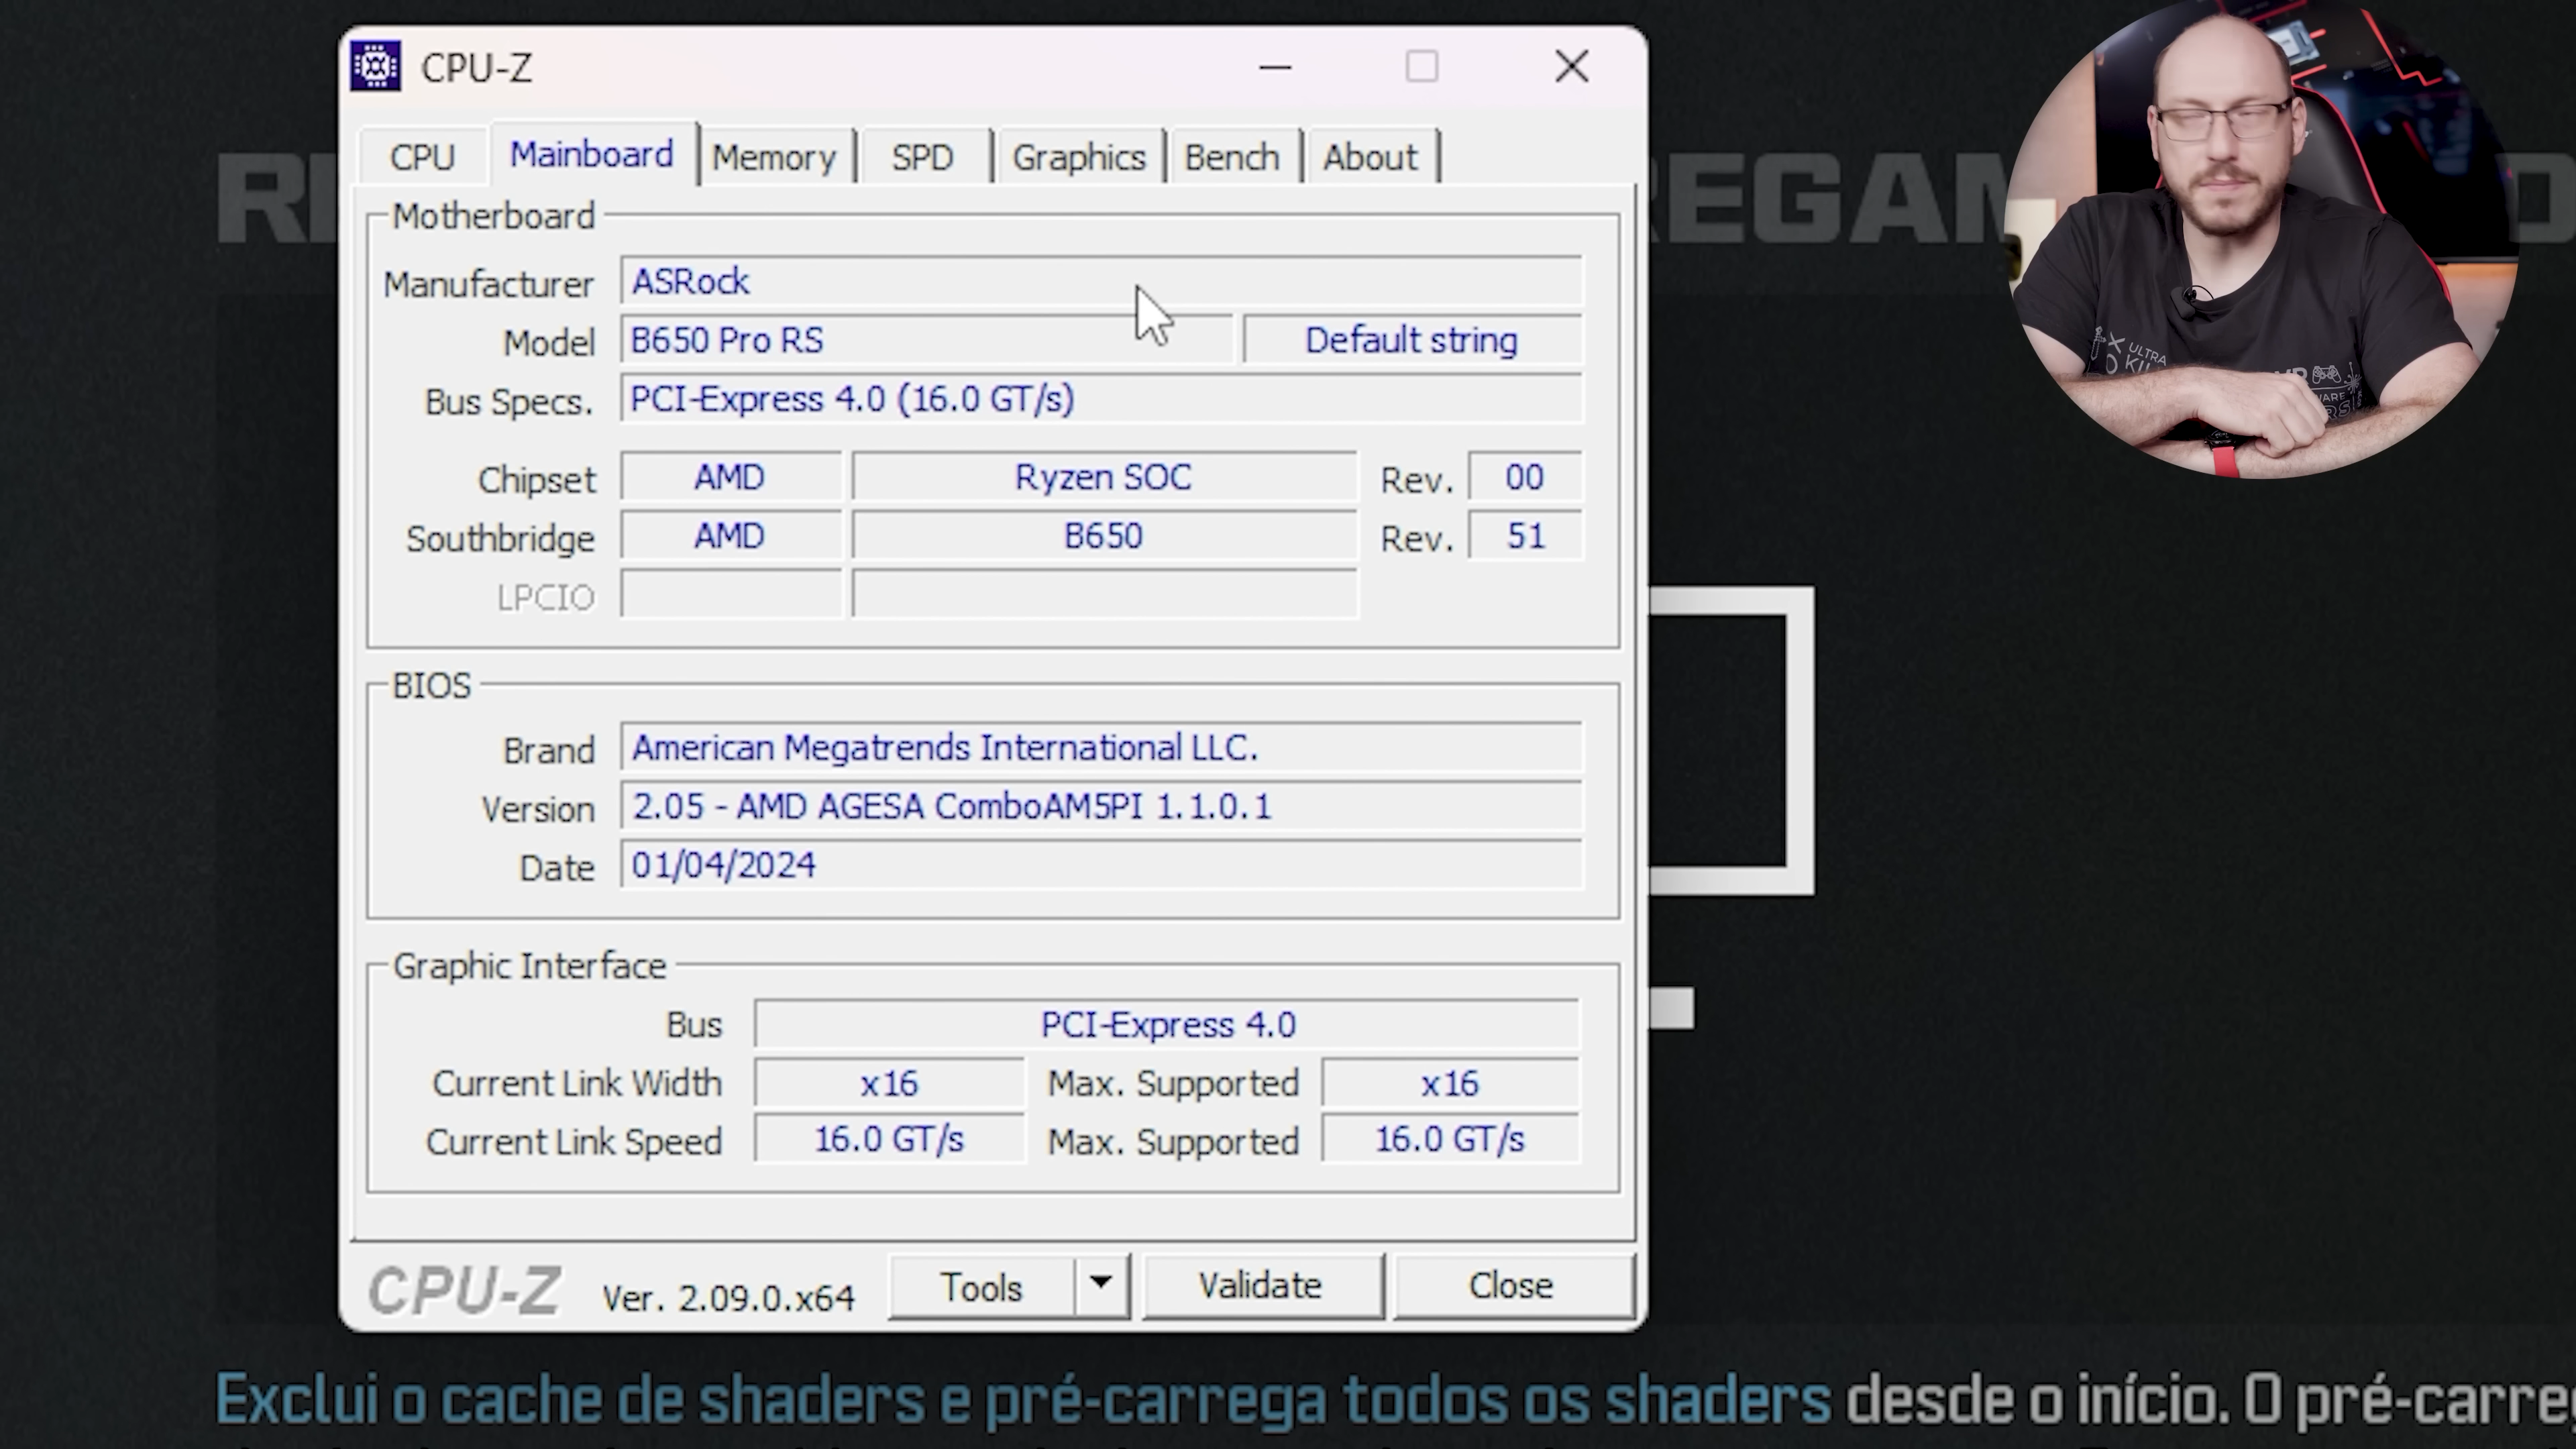 CPU-Z
CPU Mainboard Memory SPD Graphics Bench About
Motherboard
Manufacturer ASRock
Model B650 Pro RS Default string
Bus Specs. PCI-Express 4.0 (16.0 GT/s)
Chipset AMD Ryzen SOC Rev. 00
Southbridge AMD B650 Rev. 51
LPCIO
BIOS
Brand American Megatrends International LLC.
Version 2.05 - AMD AGESA ComboAM5PI 1.1.0.1
Date 01/04/2024
Graphic Interface
Bus PCI-Express 4.0
Current Link Width x16 Max. Supported x16
Current Link Speed 16.0 GT/s Max. Supported 16.0 GT/s
CPU-Z Ver. 2.09.0.x64 Tools Validate Close
ULTRA
Exclui o cache de shaders e pré-carrega todos os shaders desde o início. O pré-carreg